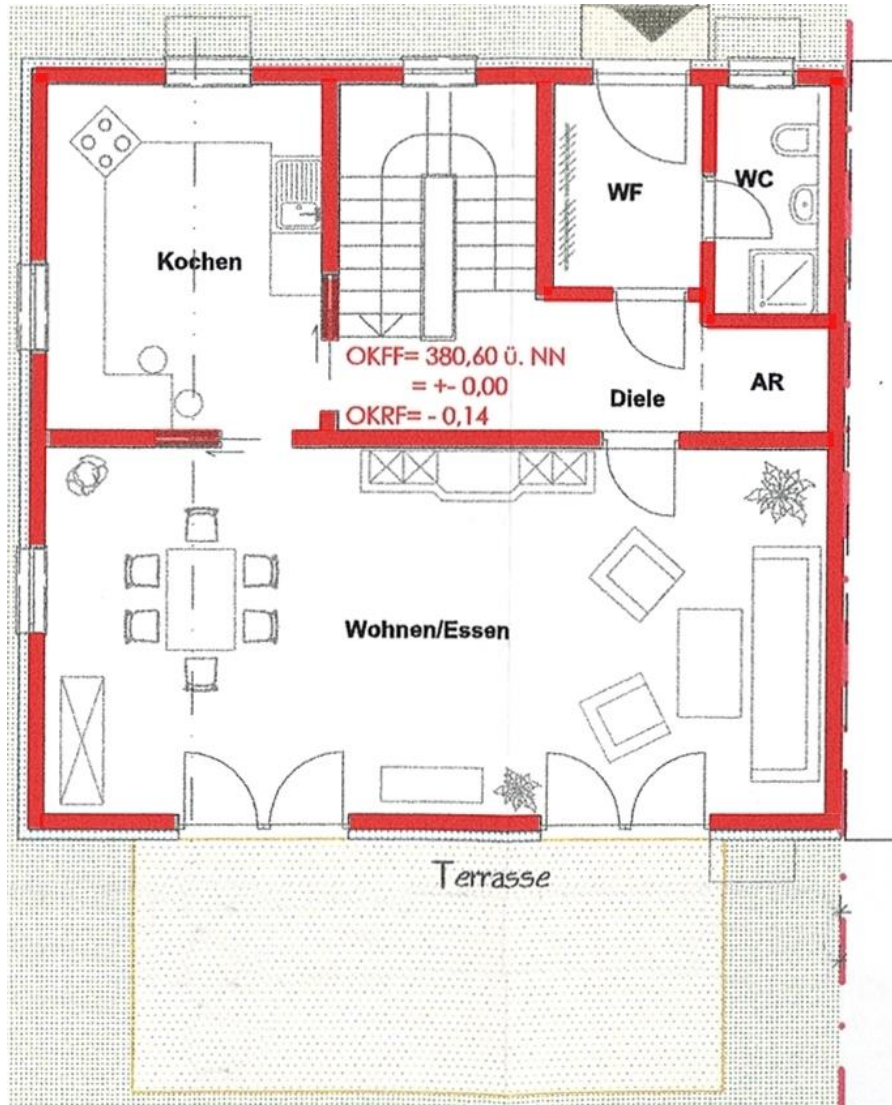 WF
WC
Kochen
OKFF= 380,60 ü. NN
= +- 0,00
OKRF= - 0,14
Diele
AR
Wohnen/Essen
Terrasse